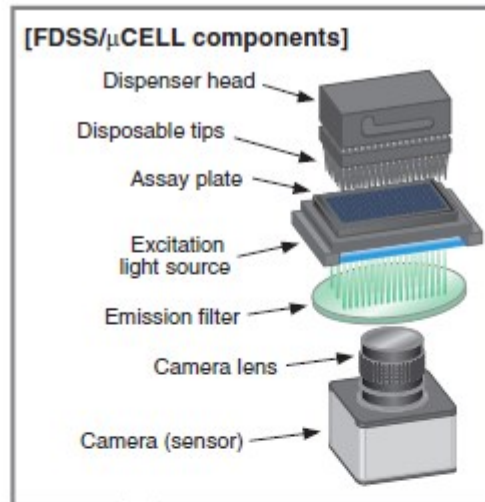 [FDSS/μCELL components]
Dispenser head
Disposable tips
Assay plate
Excitation
light source
Emission filter
Camera lens
Camera (sensor)